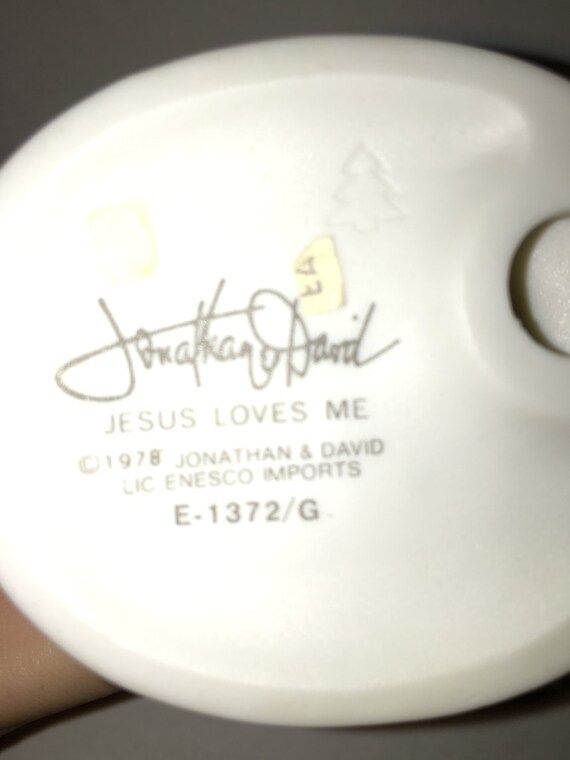 EA
Jonathan & David
JESUS LOVES ME
©1978 JONATHAN & DAVID
LIC ENESCO IMPORTS
E-1372/G